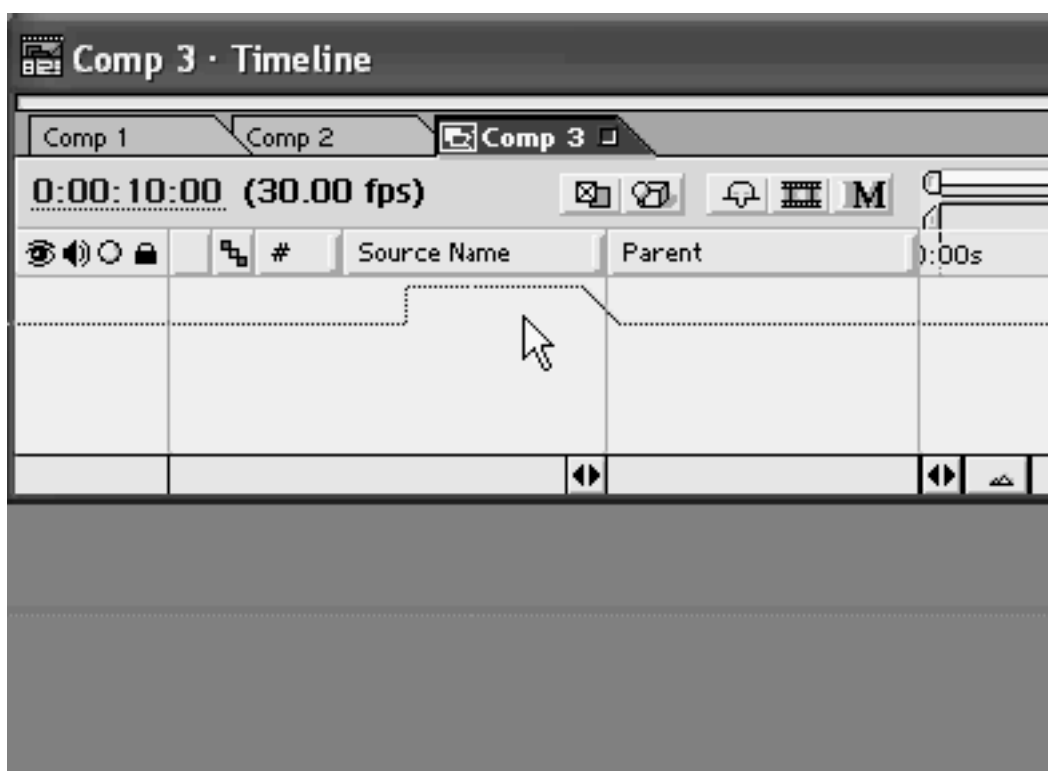 Comp 3 · Timeline
Comp 1 Comp 2 Comp 3
0:00:10:00 (30.00 fps) M
# Source Name Parent ):00s